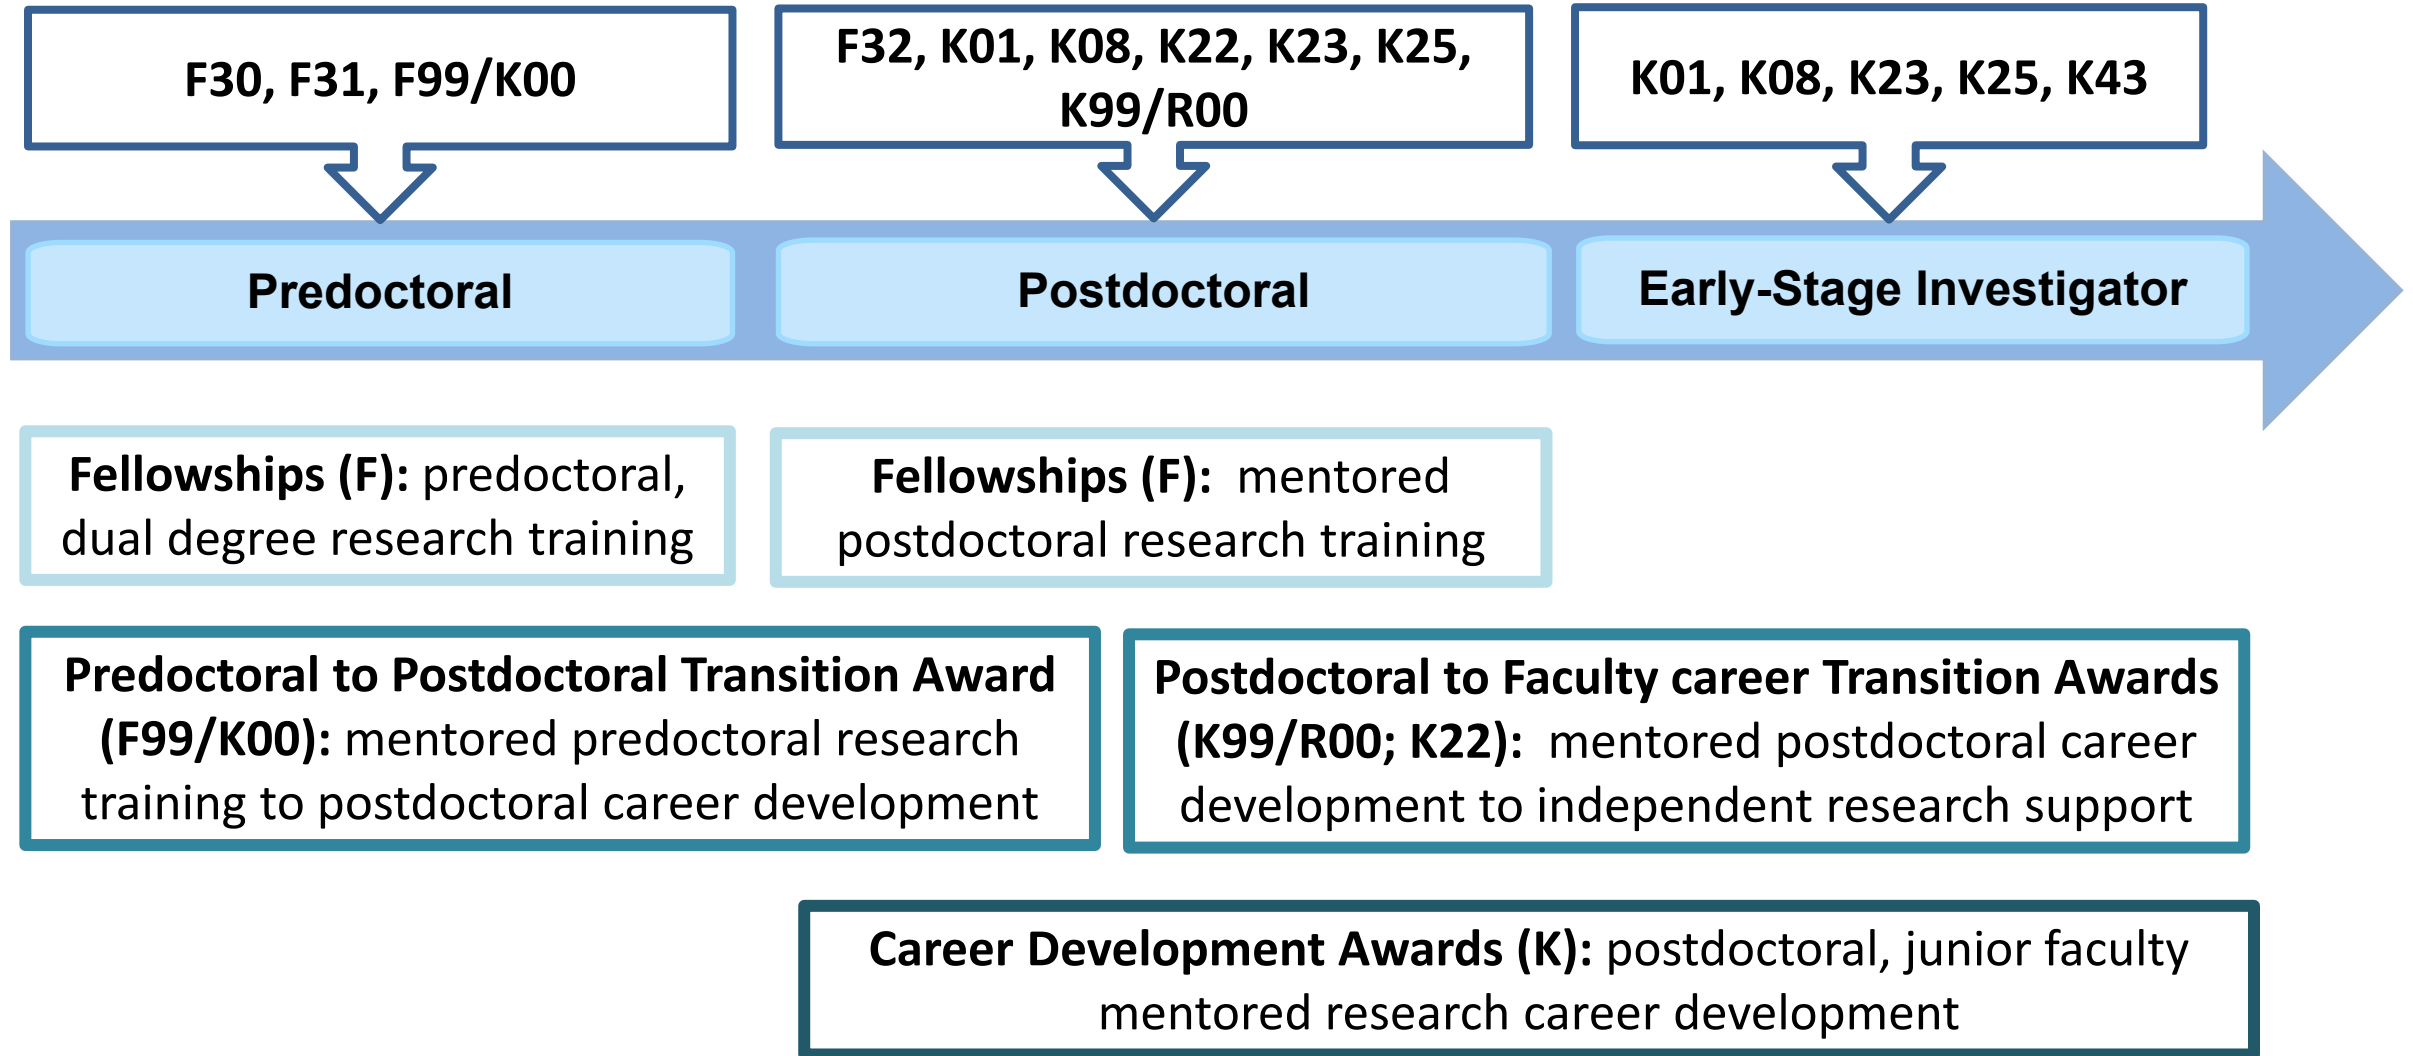 F30, F31, F99/K00
F32, K01, K08, K22, K23, K25,
K99/R00
K01, K08, K23, K25, K43
Predoctoral
Postdoctoral
Early-Stage Investigator
Fellowships (F): predoctoral,
dual degree research training
Fellowships (F): mentored
postdoctoral research training
Predoctoral to Postdoctoral Transition Award
(F99/K00): mentored predoctoral research
training to postdoctoral career development
Postdoctoral to Faculty career Transition Awards
(K99/R00; K22): mentored postdoctoral career
development to independent research support
Career Development Awards (K): postdoctoral, junior faculty
mentored research career development